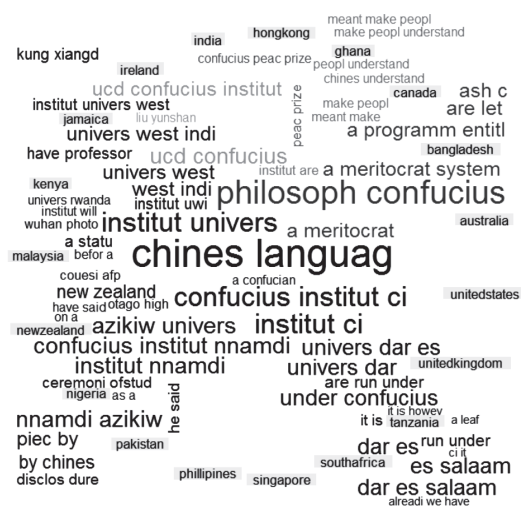 meant make peopl
make peopl understand
hongkong
india
ghana
kung xiangd
confucius peac prize
peopl understand
ireland
chines understand
ucd confucius institut
canada
ash c
institut univers west
peac prize
make peopl
are let
jamaica
liu yunshan
meant make
univers west indi
a programm entitl
have professor
ucd confucius
bangladesh
univers west
institut are
a meritocrat system
kenya
west indi
philosoph confucius
univers rwanda
institut uwi
institut will
institut univers
australia
wuhan photo
a meritocrat
a statu
chines languag
malaysia
befor a
couesi afp
a confucian
new zealand
confucius institut ci
unitedstates
have said
otago high
on a
azikiw univers
institut ci
newzealand
confucius institut nnamdi
univers dar es
institut nnamdi
univers dar
unitedkingdom
ceremoni ofstud
are run under
nigeria
as a
he said
under confucius
nnamdi azikiw
it is howev
it is
tanzania
a leaf
piec by
pakistan
dar es
run under
ci it
by chines
southafrica
es salaam
disclos dure
phillipines
singapore
dar es salaam
alreadi we have